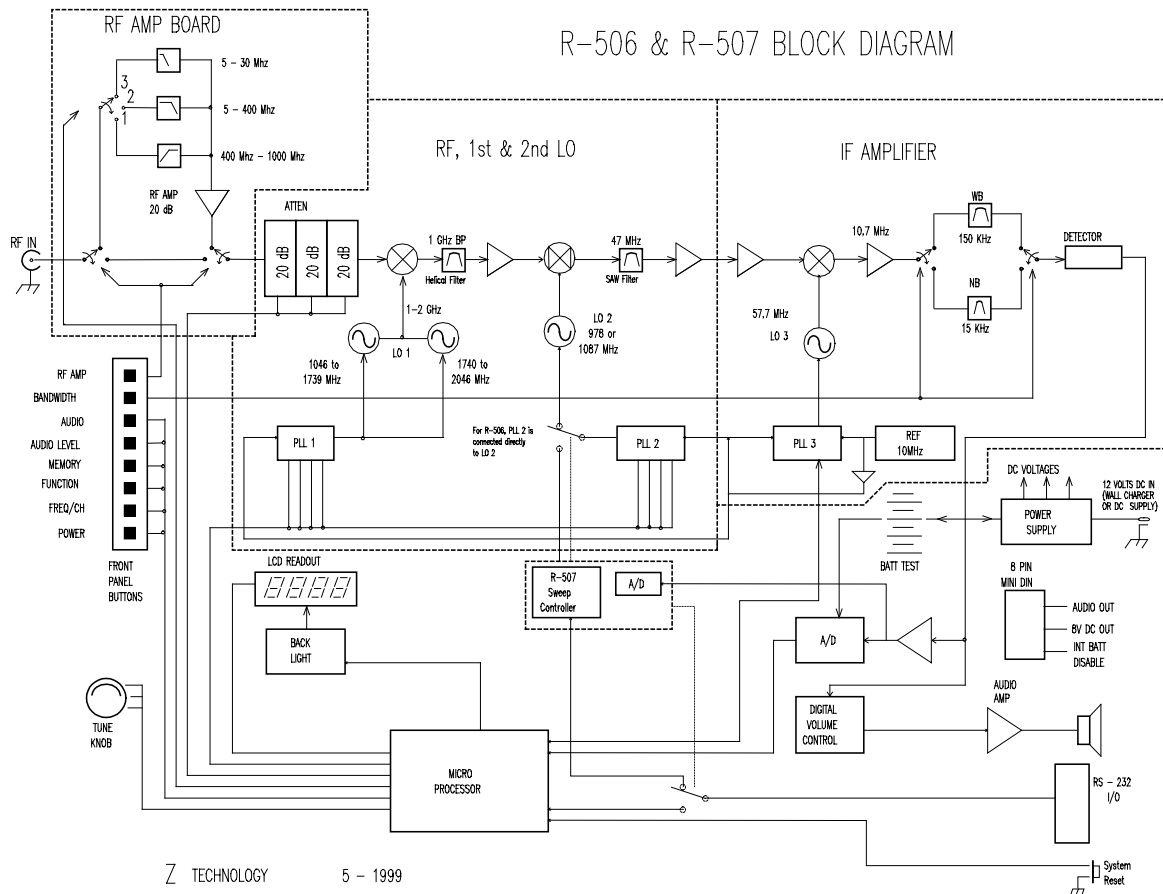 R-506 & R-507 BLOCK DIAGRAM
RF AMP BOARD
3
2
1
5 - 30 Mhz
5 - 400 Mhz
400 Mhz - 1000 Mhz
RF AMP
20 dB
RF IN
RF, 1st & 2nd LO
ATTEN
20 dB
20 dB
20 dB
1 GHz BP
Helical Filter
47 MHz
SAW Filter
1-2 GHz
LO 1
1046 to
1739 MHz
1740 to
2046 MHz
LO 2
978 or
1087 MHz
IF AMPLIFIER
10.7 MHz
WB
150 KHz
NB
15 KHz
DETECTOR
57.7 MHz
LO 3
RF AMP
BANDWIDTH
AUDIO
AUDIO LEVEL
MEMORY
FUNCTION
FREQ/CH
POWER
FRONT
PANEL
BUTTONS
PLL 1
For R-506, PLL 2 is
connected directly
to LO 2
PLL 2
PLL 3
REF
10MHz
DC VOLTAGES
POWER
SUPPLY
12 VOLTS DC IN
(WALL CHARGER
OR DC SUPPLY)
BATT TEST
LCD READOUT
8888
BACK
LIGHT
R-507
Sweep
Controller
A/D
A/D
8 PIN
MINI DIN
AUDIO OUT
8V DC OUT
INT BATT
DISABLE
TUNE
KNOB
DIGITAL
VOLUME
CONTROL
AUDIO
AMP
MICRO
PROCESSOR
RS - 232
I/O
System
Reset
Z TECHNOLOGY 5 - 1999